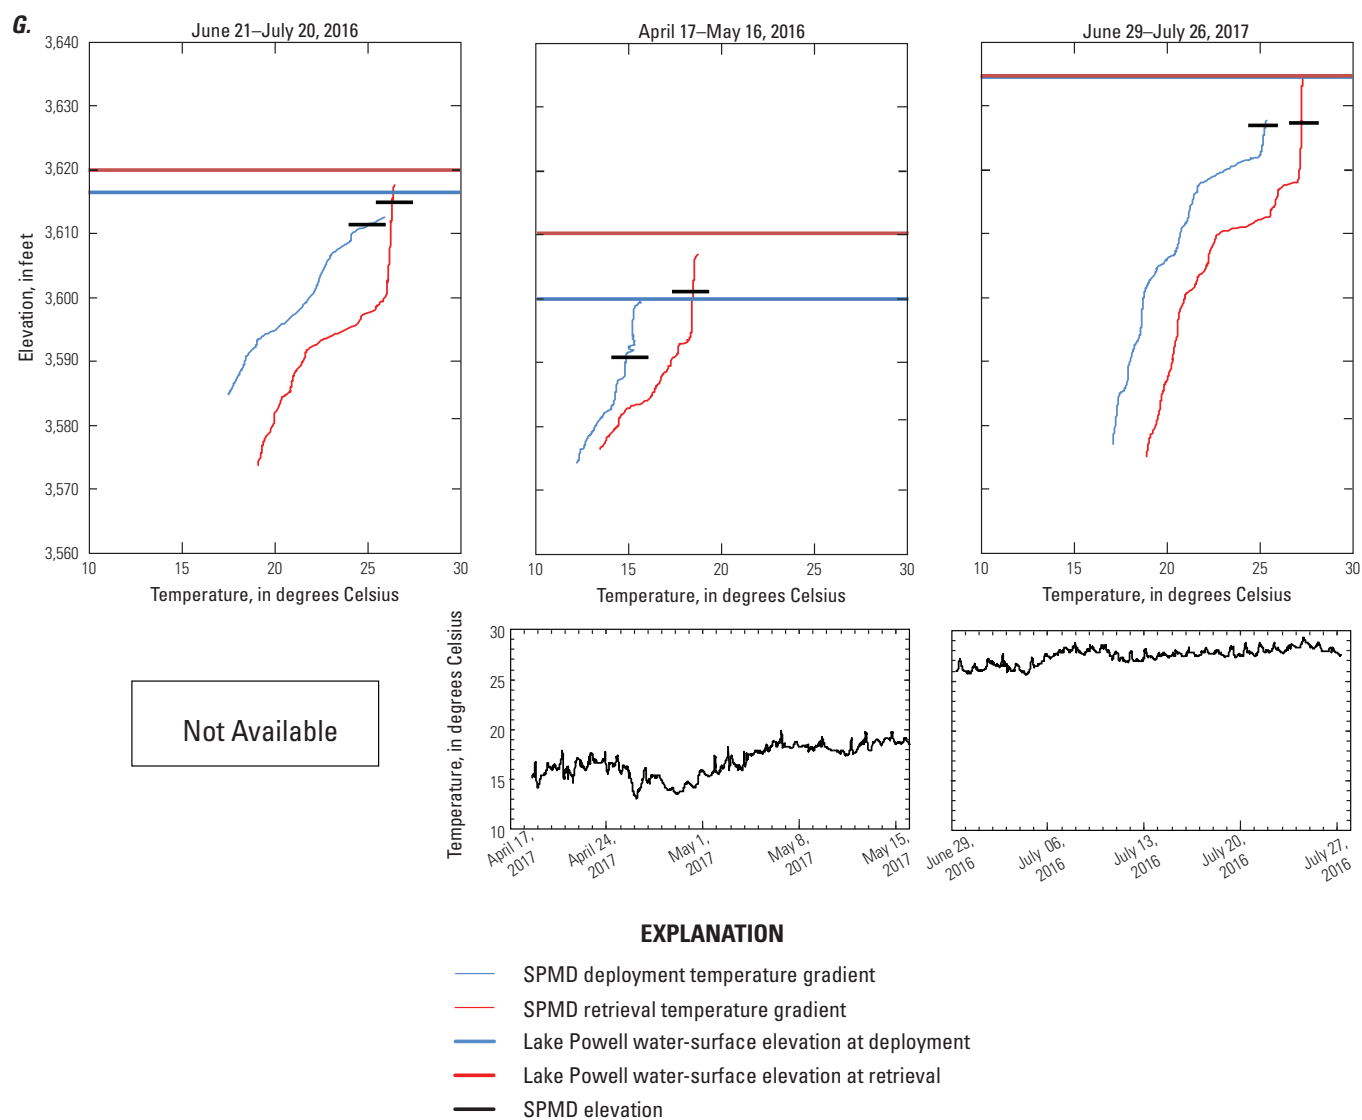 G.
June 21–July 20, 2016
April 17–May 16, 2016
June 29–July 26, 2017
3,640
3,630
3,620
3,610
3,600
3,590
3,580
3,570
3,560
Elevation, in feet
10 15 20 25 30
10 15 20 25 30
10 15 20 25 30
Temperature, in degrees Celsius
Temperature, in degrees Celsius
Temperature, in degrees Celsius
Not Available
Temperature, in degrees Celsius
30
25
20
15
10
April 17,
2017
April 24,
2017
May 1,
2017
May 8,
2017
May 15,
2017
June 29,
2016
July 06,
2016
July 13,
2016
July 20,
2016
July 27,
2016
EXPLANATION
SPMD deployment temperature gradient
SPMD retrieval temperature gradient
Lake Powell water-surface elevation at deployment
Lake Powell water-surface elevation at retrieval
SPMD elevation